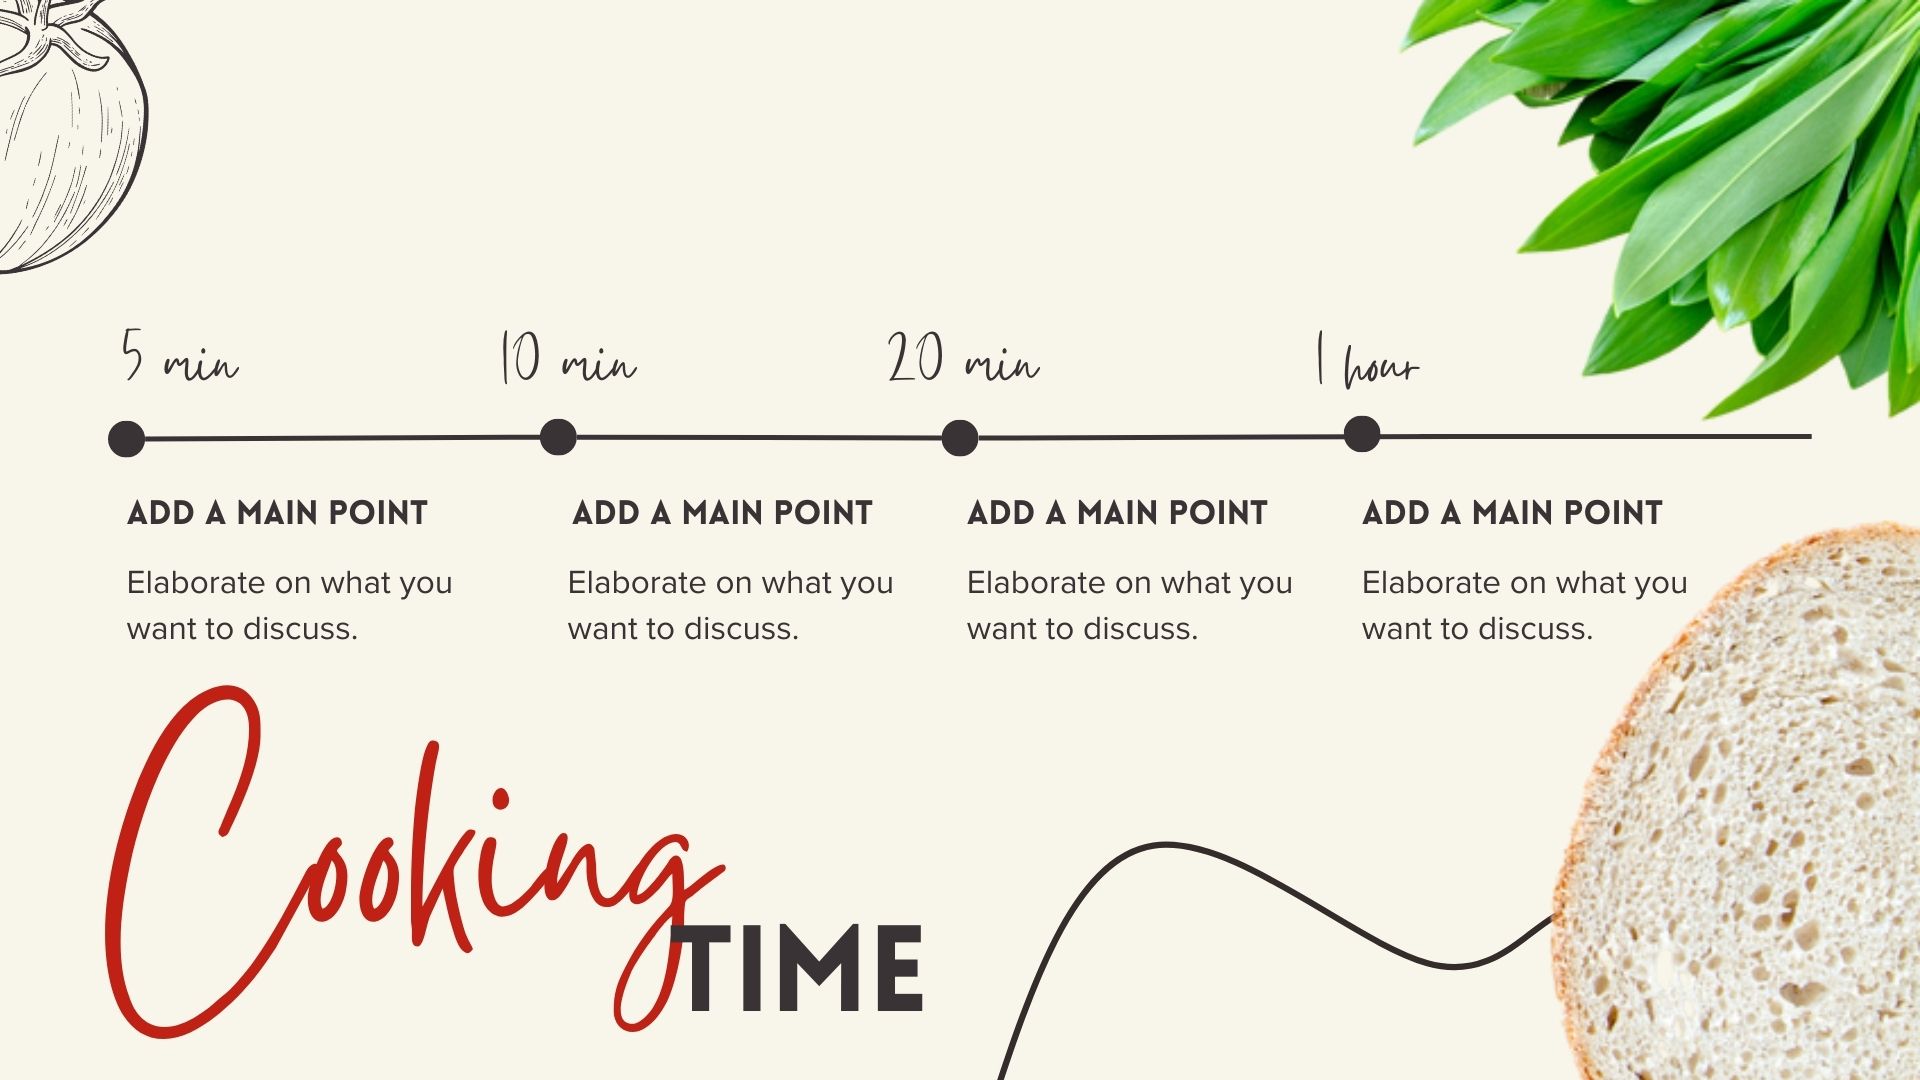 5 min
10 min
20 min
1 hour
ADD A MAIN POINT
Elaborate on what you
want to discuss.
ADD A MAIN POINT
Elaborate on what you
want to discuss.
ADD A MAIN POINT
Elaborate on what you
want to discuss.
ADD A MAIN POINT
Elaborate on what you
want to discuss.
Cooking
TIME